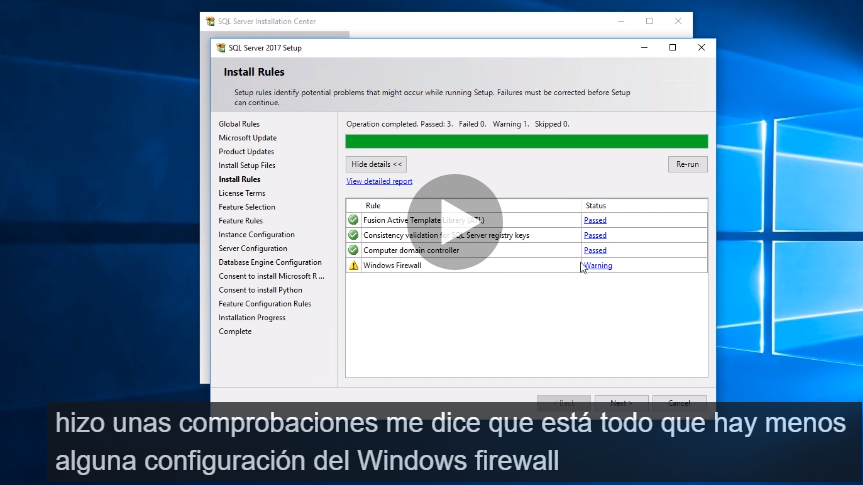 SQL Server Installation Center
SQL Server 2017 Setup
Install Rules
Setup rules identify potential problems that might occur while running Setup. Failures must be corrected before Setup
can continue.
Global Rules
Microsoft Update
Product Updates
Install Setup Files
Install Rules
License Terms
Feature Selection
Feature Rules
Instance Configuration
Server Configuration
Database Engine Configuration
Consent to install Microsoft R ...
Consent to install Python
Feature Configuration Rules
Installation Progress
Complete
Operation completed. Passed: 3. Failed 0. Warning 1. Skipped 0.
Hide details <<
Re-run
View detailed report
Rule Status
Fusion Active Template Library (ATL) Passed
Consistency validation for SQL Server registry keys Passed
Computer domain controller Passed
Windows Firewall Warning
< Back Next > Cancel
hizo unas comprobaciones me dice que está todo que hay menos
alguna configuración del Windows firewall